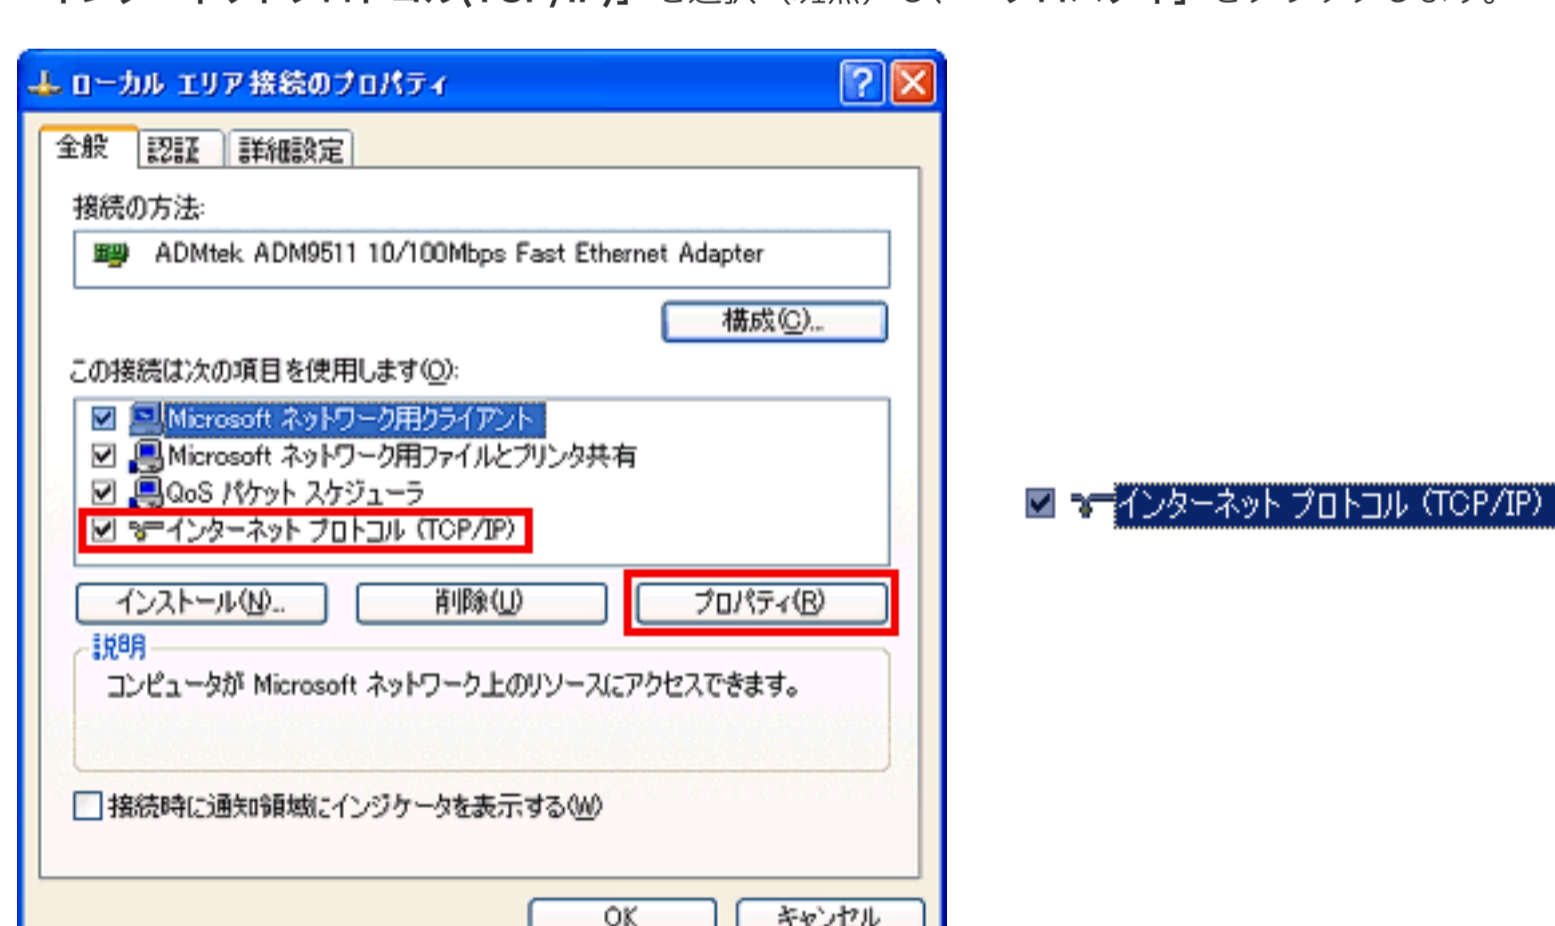 ローカル エリア接続のプロパティ
全般 認証 詳細設定
接続の方法:
ADMtek ADM9511 10/100Mbps Fast Ethernet Adapter
構成(C)...
この接続は次の項目を使用します(O):
Microsoft ネットワーク用クライアント
Microsoft ネットワーク用ファイルとプリンタ共有
QoS パケット スケジューラ
インターネット プロトコル (TCP/IP)
インストール(N)... 削除(U) プロパティ(R)
説明
コンピュータが Microsoft ネットワーク上のリソースにアクセスできます。
接続時に通知領域にインジケータを表示する(W)
OK キャンセル
インターネット プロトコル (TCP/IP)